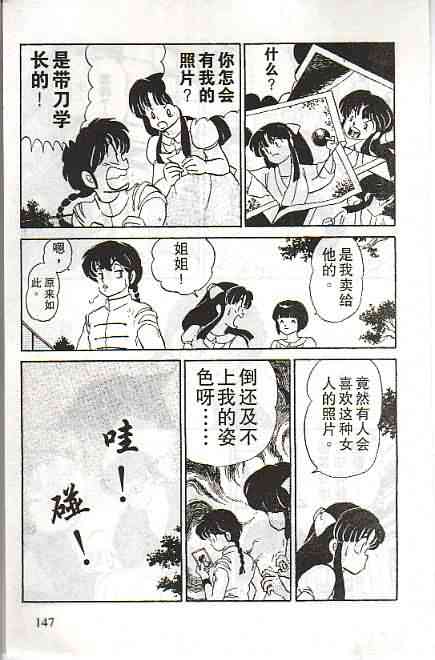 什么？
你怎会
有我的
照片？
是带刀学
长的！
是我卖给
他的。
姐姐！
嗯，
原来如
此。
竟然有人会
喜欢这种女
人的照片。
倒还及不
上我的姿
色呀……
哇！
碰！
147